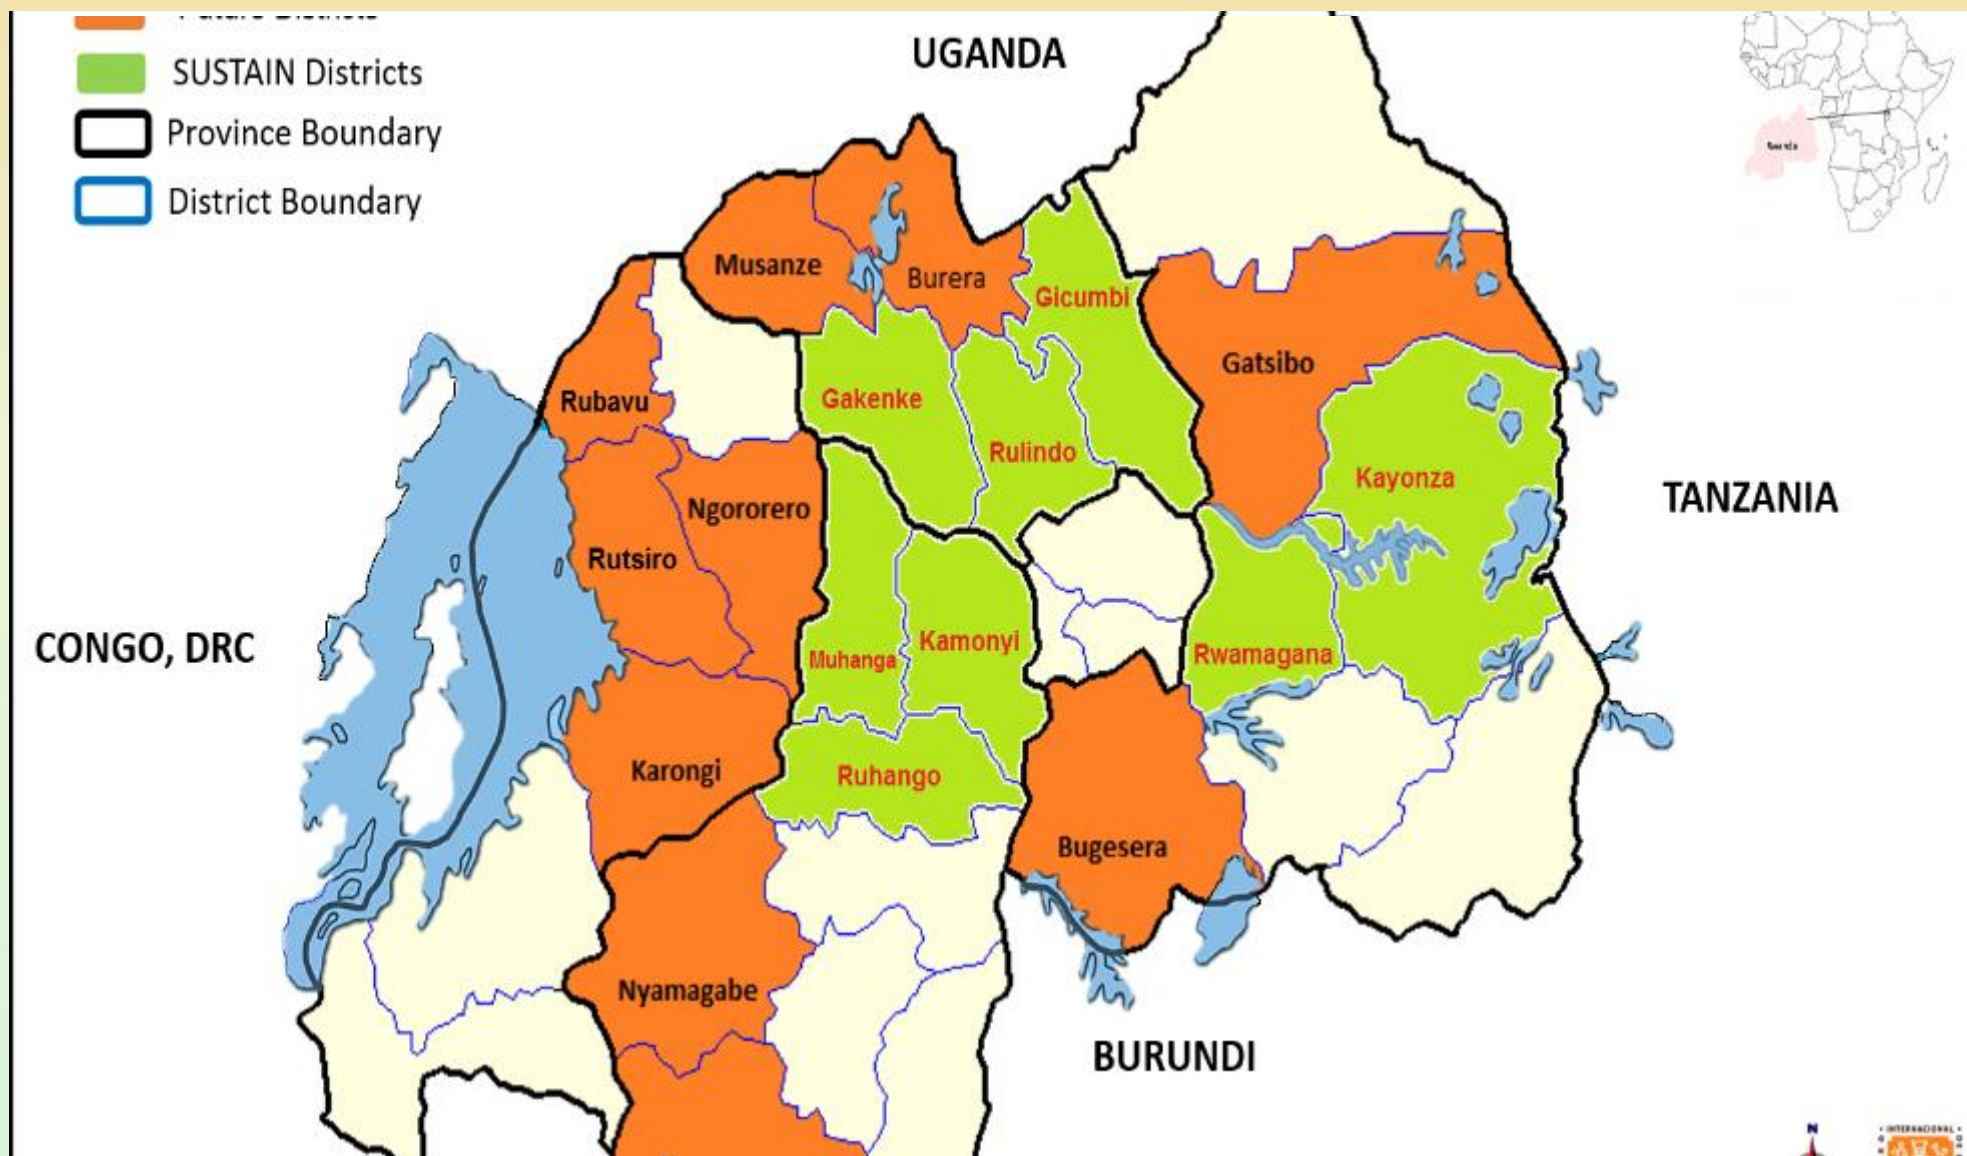 SUSTAIN Districts
Province Boundary
District Boundary
UGANDA
Musanze
Burera
Gicumbi
Gatsibo
Rubavu
Gakenke
Rulindo
Kayonza
TANZANIA
Ngororero
Rutsiro
CONGO, DRC
Muhanga
Kamonyi
Rwamagana
Karongi
Ruhango
Bugesera
Nyamagabe
BURUNDI
N
INTERNACIONAL